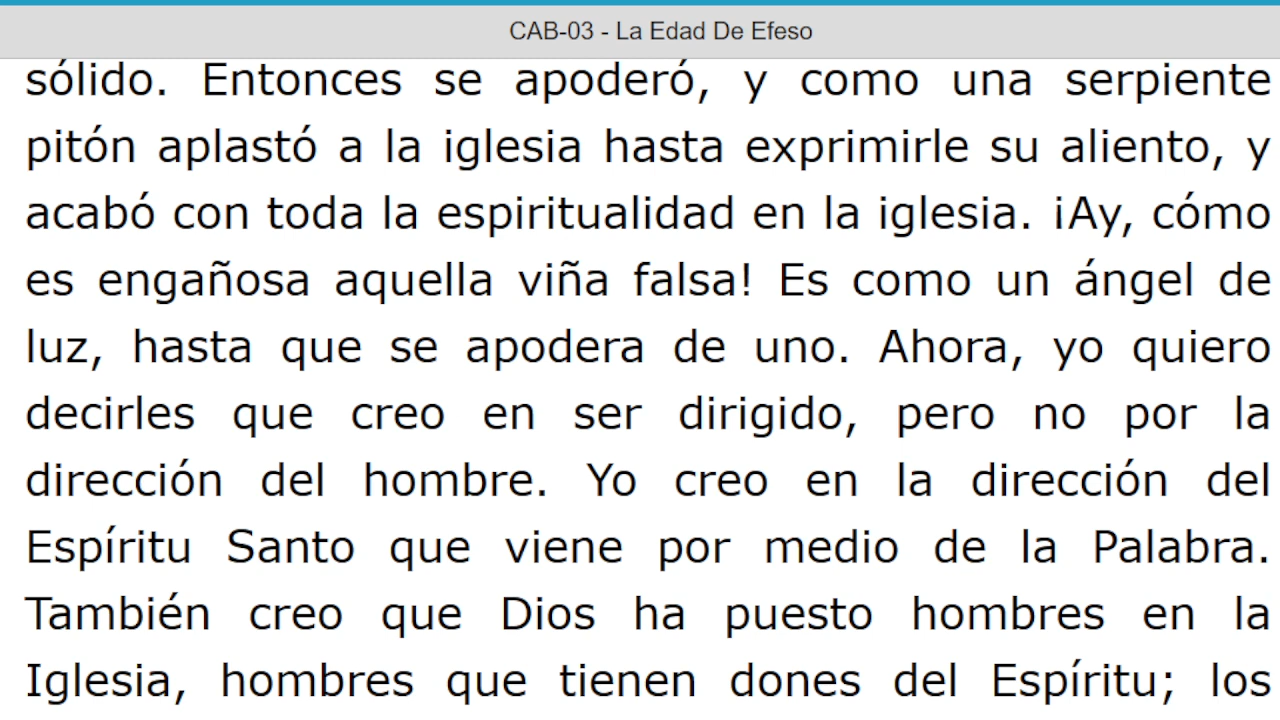 CAB-03 - La Edad De Efeso
sólido. Entonces se apoderó, y como una serpiente
pitón aplastó a la iglesia hasta exprimirle su aliento, y
acabó con toda la espiritualidad en la iglesia. ¡Ay, cómo
es engañosa aquella viña falsa! Es como un ángel de
luz, hasta que se apodera de uno. Ahora, yo quiero
decirles que creo en ser dirigido, pero no por la
dirección del hombre. Yo creo en la dirección del
Espíritu Santo que viene por medio de la Palabra.
También creo que Dios ha puesto hombres en la
Iglesia, hombres que tienen dones del Espíritu; los